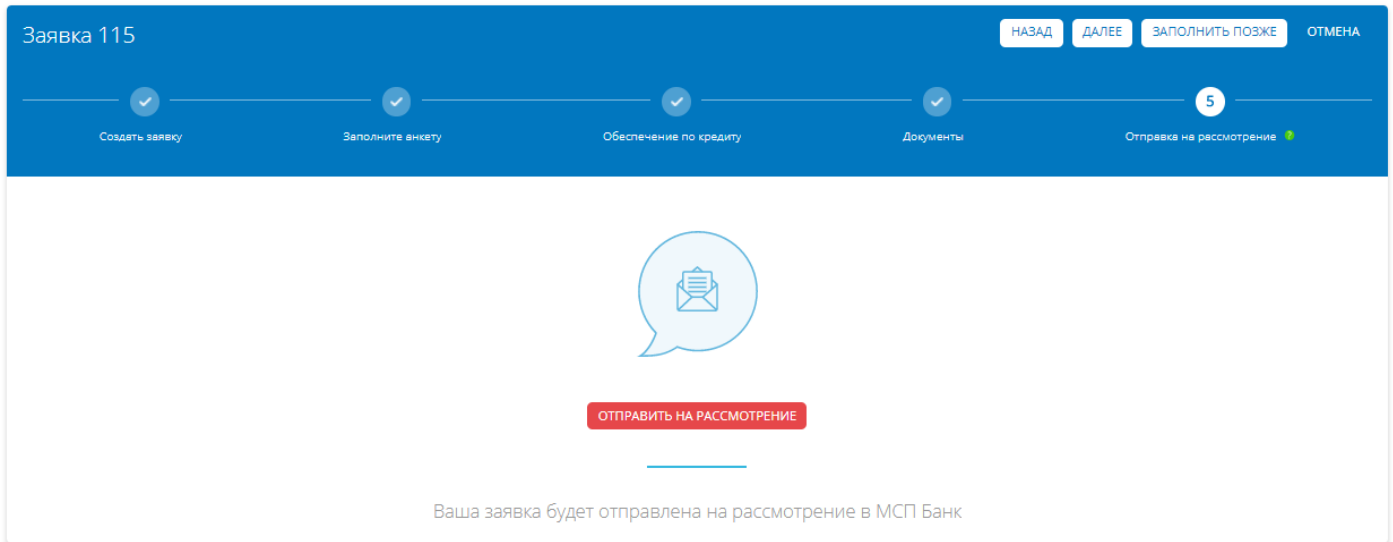 Заявка 115
НАЗАД
ДАЛЕЕ
ЗАПОЛНИТЬ ПОЗЖЕ
ОТМЕНА
5
Создать заявку
Заполните анкету
Обеспечение по кредиту
Документы
Отправка на рассмотрение
ОТПРАВИТЬ НА РАССМОТРЕНИЕ
Ваша заявка будет отправлена на рассмотрение в МСП Банк